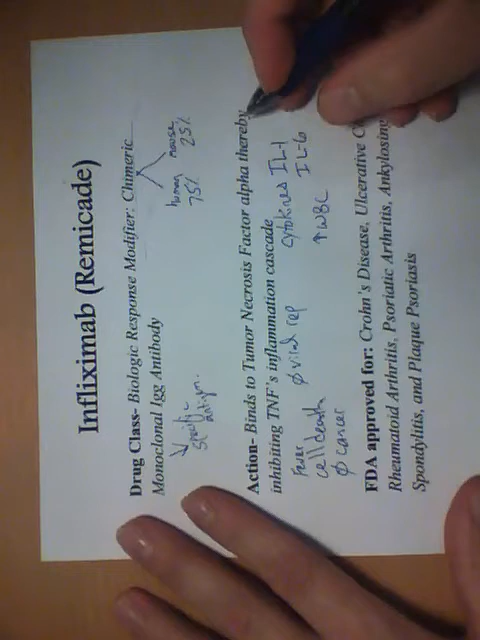 Infliximab (Remicade)
Drug Class- Biologic Response Modifier: Chimeric
human 75% mouse 25%
Monoclonal Igg Antibody
specific antigen.
Action- Binds to Tumor Necrosis Factor alpha thereby
inhibiting TNF's inflammation cascade
Fever Ø viral rep cytokines IL-1
cell death IL-6
Ø cancer ↑WBC
FDA approved for: Crohn's Disease, Ulcerative
Rheumatoid Arthritis, Psoriatic Arthritis, Ankylosing
Spondylitis, and Plaque Psoriasis